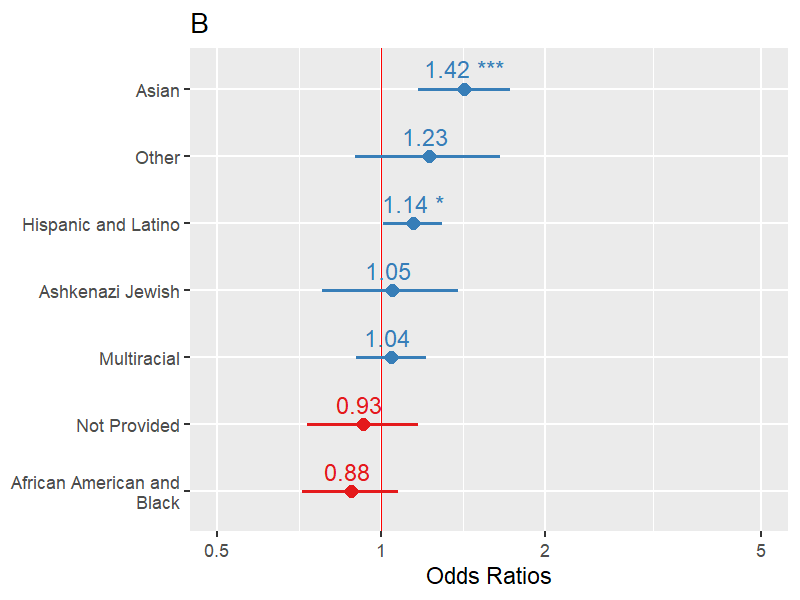 B
1.42 ***
Asian
1.23
Other
1.14 *
Hispanic and Latino
1.05
Ashkenazi Jewish
1.04
Multiracial
0.93
Not Provided
0.88
African American and
Black
0.5 1 2 5
Odds Ratios